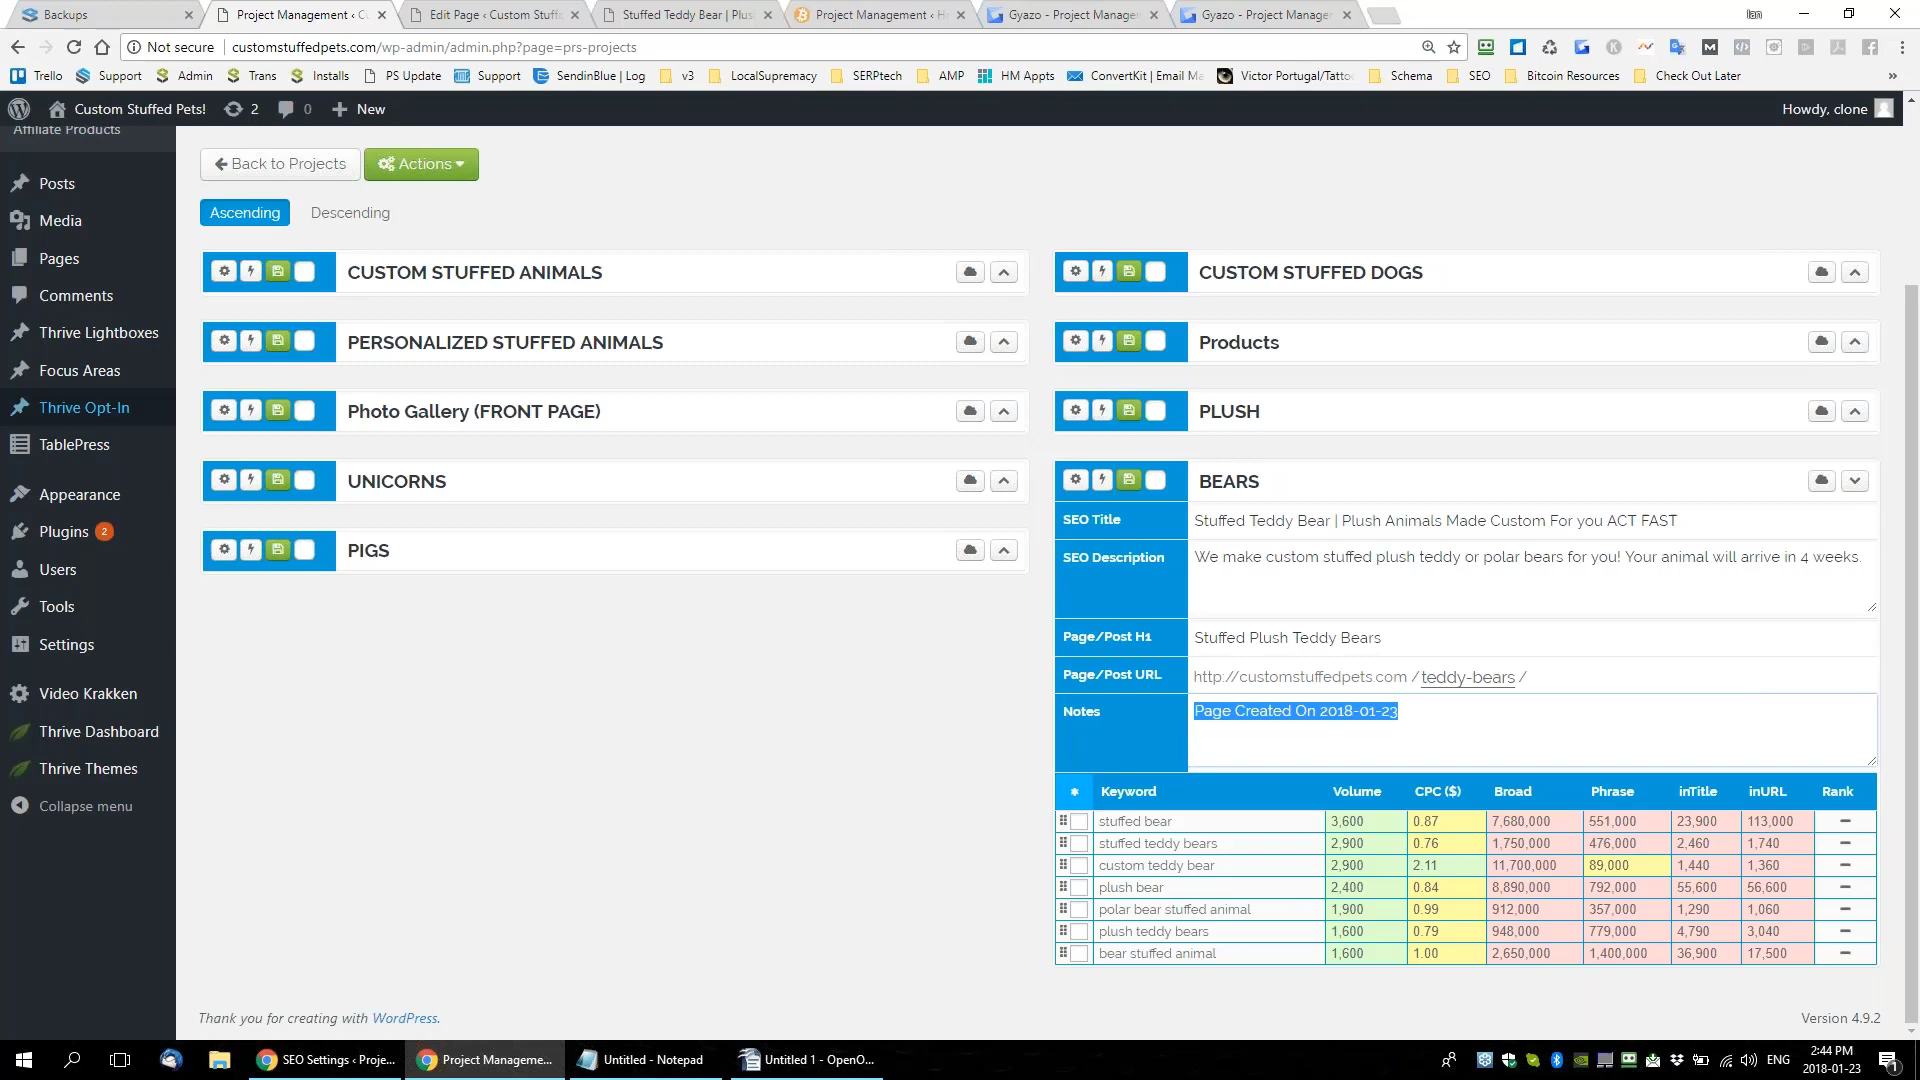 Backups
Project Management ‹ Cu
Edit Page ‹ Custom Stuffe
Stuffed Teddy Bear | Plus
Project Management ‹ H
Gyazo - Project Manage
Gyazo - Project Manage
Ian
Not secure
customstuffedpets.com/wp-admin/admin.php?page=prs-projects
Trello
Support
Admin
Trans
Installs
PS Update
Support
SendinBlue | Log
v3
LocalSupremacy
SERPtech
AMP
HM Appts
ConvertKit | Email Ma
Victor Portugal/Tatto
Schema
SEO
Bitcoin Resources
Check Out Later
»
Custom Stuffed Pets!
2
0
+ New
Howdy, clone
Affiliate Products
Posts
Media
Pages
Comments
Thrive Lightboxes
Focus Areas
Thrive Opt-In
TablePress
Appearance
Plugins 2
Users
Tools
Settings
Video Krakken
Thrive Dashboard
Thrive Themes
Collapse menu
Back to Projects
Actions
Ascending
Descending
CUSTOM STUFFED ANIMALS
CUSTOM STUFFED DOGS
PERSONALIZED STUFFED ANIMALS
Products
Photo Gallery (FRONT PAGE)
PLUSH
UNICORNS
BEARS
PIGS
SEO Title
Stuffed Teddy Bear | Plush Animals Made Custom For you ACT FAST
SEO Description
We make custom stuffed plush teddy or polar bears for you! Your animal will arrive in 4 weeks.
Page/Post H1
Stuffed Plush Teddy Bears
Page/Post URL
http://customstuffedpets.com /teddy-bears /
Notes
Page Created On 2018-01-23
Keyword Volume CPC ($) Broad Phrase inTitle inURL Rank
stuffed bear 3,600 0.87 7,680,000 551,000 23,900 113,000
stuffed teddy bears 2,900 0.76 1,750,000 476,000 2,460 1,740
custom teddy bear 2,900 2.11 11,700,000 89,000 1,440 1,360
plush bear 2,400 0.84 8,890,000 792,000 55,600 56,600
polar bear stuffed animal 1,900 0.99 912,000 357,000 1,290 1,060
plush teddy bears 1,600 0.79 948,000 779,000 4,790 3,040
bear stuffed animal 1,600 1.00 2,650,000 1,400,000 36,900 17,500
Thank you for creating with WordPress.
Version 4.9.2
SEO Settings ‹ Proje...
Project Manageme...
Untitled - Notepad
Untitled 1 - OpenO...
ENG
2:44 PM
2018-01-23
1